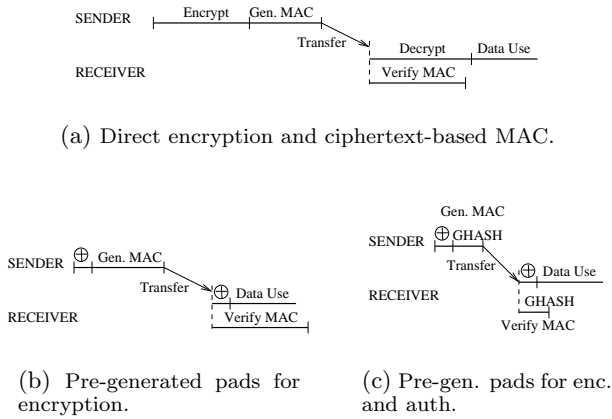 SENDER
Encrypt
Gen. MAC
Transfer
Decrypt
Data Use
RECEIVER
Verify MAC
(a) Direct encryption and ciphertext-based MAC.
SENDER
⊕
Gen. MAC
Transfer
⊕
Data Use
RECEIVER
Verify MAC
(b) Pre-generated pads for
encryption.
Gen. MAC
SENDER
⊕ GHASH
Transfer
⊕
Data Use
RECEIVER
GHASH
Verify MAC
(c) Pre-gen. pads for enc.
and auth.